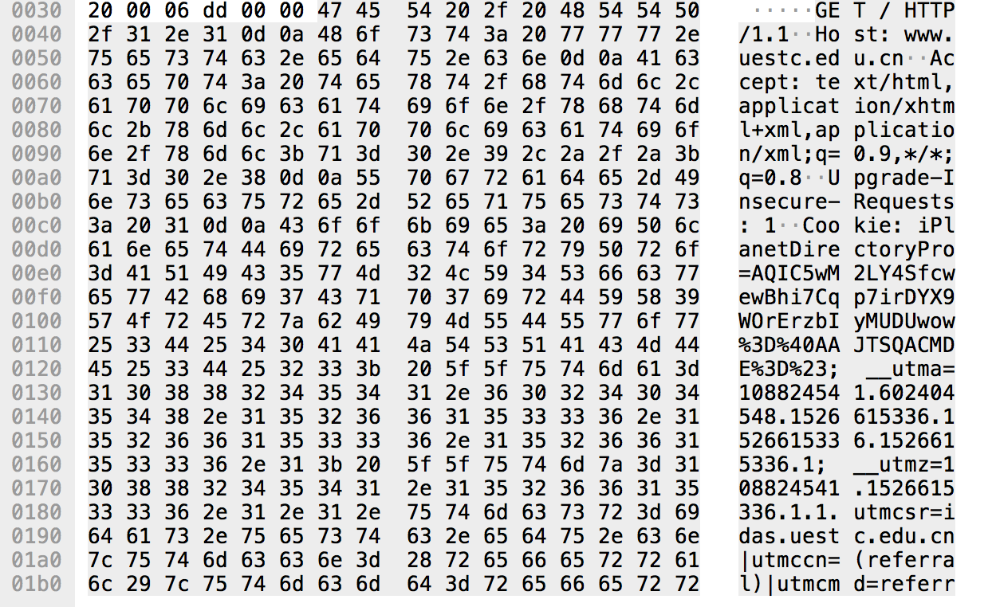 0030 20 00 06 dd 00 00 47 45 54 20 2f 20 48 54 54 50 ·····GE T / HTTP
0040 2f 31 2e 31 0d 0a 48 6f 73 74 3a 20 77 77 77 2e /1.1··Ho st: www.
0050 75 65 73 74 63 2e 65 64 75 2e 63 6e 0d 0a 41 63 uestc.ed u.cn··Ac
0060 63 65 70 74 3a 20 74 65 78 74 2f 68 74 6d 6c 2c cept: te xt/html,
0070 61 70 70 6c 69 63 61 74 69 6f 6e 2f 78 68 74 6d applicat ion/xhtm
0080 6c 2b 78 6d 6c 2c 61 70 70 6c 69 63 61 74 69 6f l+xml,ap plicatio
0090 6e 2f 78 6d 6c 3b 71 3d 30 2e 39 2c 2a 2f 2a 3b n/xml;q= 0.9,*/*;
00a0 71 3d 30 2e 38 0d 0a 55 70 67 72 61 64 65 2d 49 q=0.8··U pgrade-I
00b0 6e 73 65 63 75 72 65 2d 52 65 71 75 65 73 74 73 nsecure- Requests
00c0 3a 20 31 0d 0a 43 6f 6f 6b 69 65 3a 20 69 50 6c : 1··Coo kie: iPl
00d0 61 6e 65 74 44 69 72 65 63 74 6f 72 79 50 72 6f anetDire ctoryPro
00e0 3d 41 51 49 43 35 77 4d 32 4c 59 34 53 66 63 77 =AQIC5wM 2LY4Sfcw
00f0 65 77 42 68 69 37 43 71 70 37 69 72 44 59 58 39 ewBhi7Cq p7irDYX9
0100 57 4f 72 45 72 7a 62 49 79 4d 55 44 55 77 6f 77 WOrErzbI yMUDUwow
0110 25 33 44 25 34 30 41 41 4a 54 53 51 41 43 4d 44 %3D%40AA JTSQACMD
0120 45 25 33 44 25 32 33 3b 20 5f 5f 75 74 6d 61 3d E%3D%23; __utma=
0130 31 30 38 38 32 34 35 34 31 2e 36 30 32 34 30 34 10882454 1.602404
0140 35 34 38 2e 31 35 32 36 36 31 35 33 33 36 2e 31 548.1526 615336.1
0150 35 32 36 36 31 35 33 33 36 2e 31 35 32 36 36 31 52661533 6.152661
0160 35 33 33 36 2e 31 3b 20 5f 5f 75 74 6d 7a 3d 31 5336.1; __utmz=1
0170 30 38 38 32 34 35 34 31 2e 31 35 32 36 36 31 35 08824541 .1526615
0180 33 33 36 2e 31 2e 31 2e 75 74 6d 63 73 72 3d 69 336.1.1. utmcsr=i
0190 64 61 73 2e 75 65 73 74 63 2e 65 64 75 2e 63 6e das.uest c.edu.cn
01a0 7c 75 74 6d 63 63 6e 3d 28 72 65 66 65 72 72 61 |utmccn= (referra
01b0 6c 29 7c 75 74 6d 63 6d 64 3d 72 65 66 65 72 72 l)|utmcm d=referr